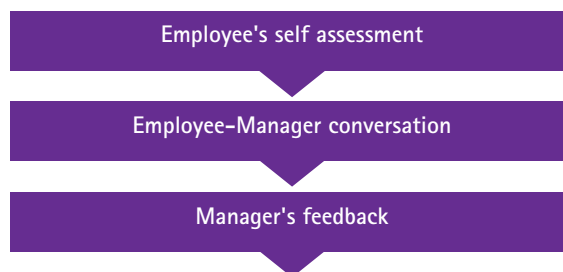 Employee's self assessment
Employee-Manager conversation
Manager's feedback